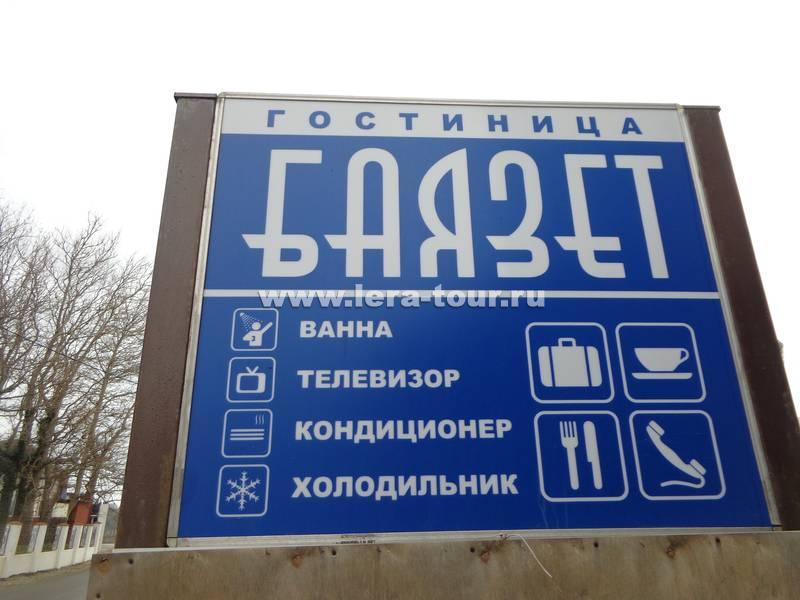 ГОСТИНИЦА
БАЯЗЕТ
www.lera-tour.ru
ВАННА
ТЕЛЕВИЗОР
КОНДИЦИОНЕР
ХОЛОДИЛЬНИК